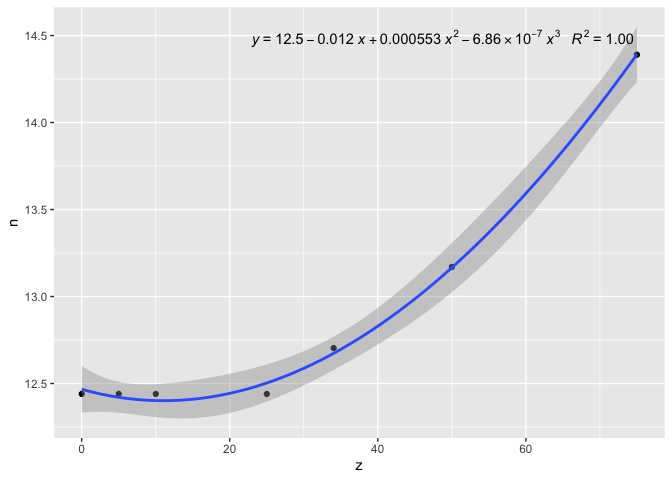 y = 12.5 – 0.012 x + 0.000553 x² – 6.86 × 10⁻⁷ x³ R² = 1.00
14.5
14.0
13.5
13.0
12.5
n
0 20 40 60
z